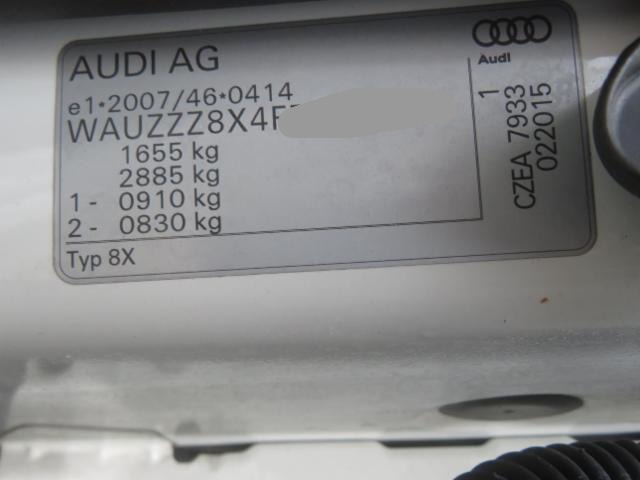 AUDI AG
e1*2007/46*0414
WAUZZZ8X4F
1655 kg
2885 kg
1 - 0910 kg
2 - 0830 kg
Typ 8X
Audi
1
CZEA 7933
022015